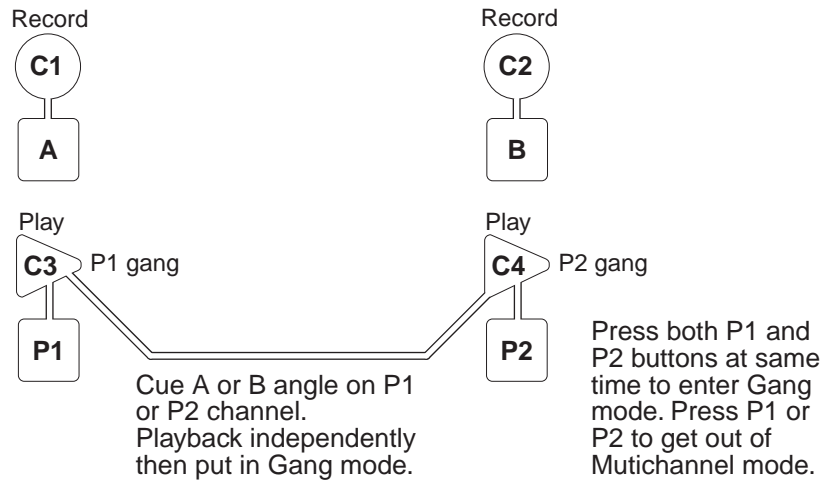 Record
Record
C1
C2
A
B
Play
Play
C3
P1 gang
C4
P2 gang
P1
P2
Cue A or B angle on P1
or P2 channel.
Playback independently
then put in Gang mode.
Press both P1 and
P2 buttons at same
time to enter Gang
mode. Press P1 or
P2 to get out of
Mutichannel mode.